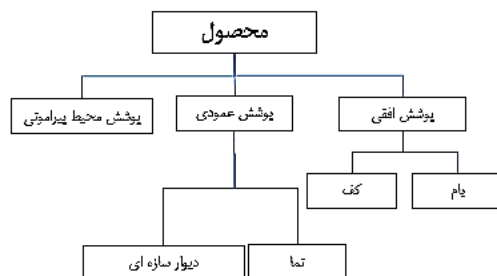 محصول
پوشش افقی
پوشش عمودی
پوشش محیط پیرامونی
بام
کف
نما
دیوار سازه ای